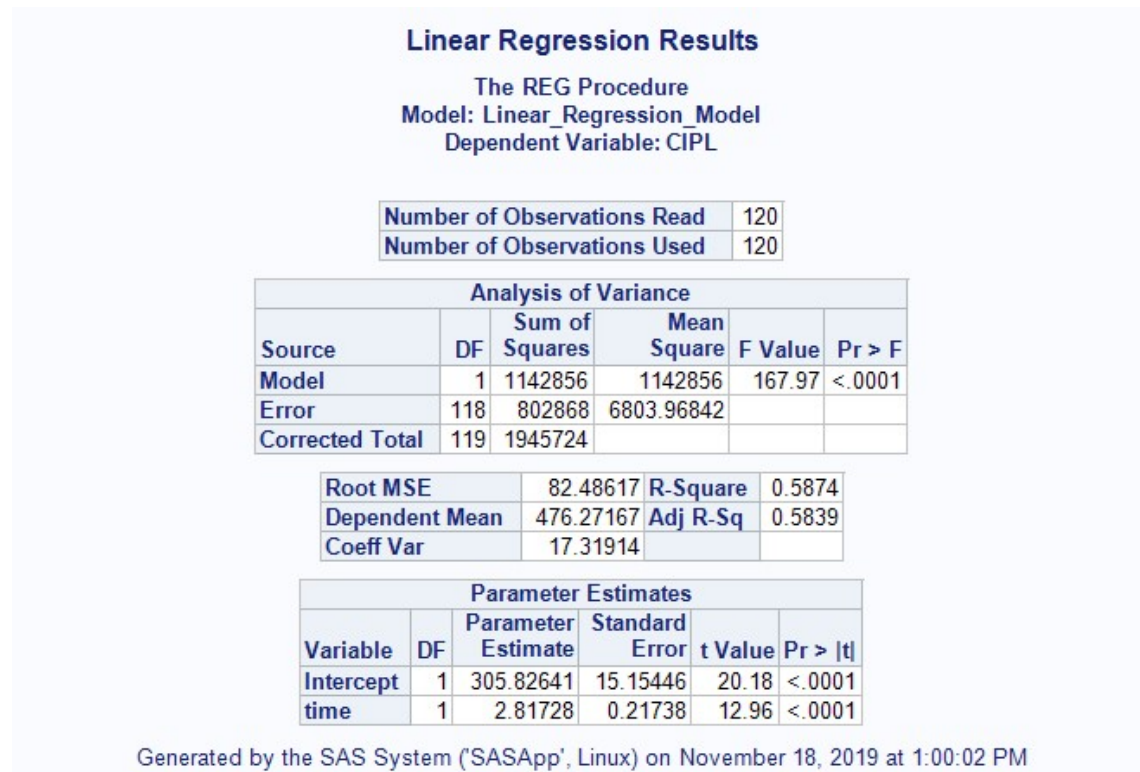 Linear Regression Results
The REG Procedure
Model: Linear_Regression_Model
Dependent Variable: CIPL
Number of Observations Read 120
Number of Observations Used 120
Analysis of Variance
Source DF Sum of Squares Mean Square F Value Pr > F
Model 1 1142856 1142856 167.97 <.0001
Error 118 802868 6803.96842
Corrected Total 119 1945724
Root MSE 82.48617 R-Square 0.5874
Dependent Mean 476.27167 Adj R-Sq 0.5839
Coeff Var 17.31914
Parameter Estimates
Variable DF Parameter Estimate Standard Error t Value Pr > |t|
Intercept 1 305.82641 15.15446 20.18 <.0001
time 1 2.81728 0.21738 12.96 <.0001
Generated by the SAS System ('SASApp', Linux) on November 18, 2019 at 1:00:02 PM